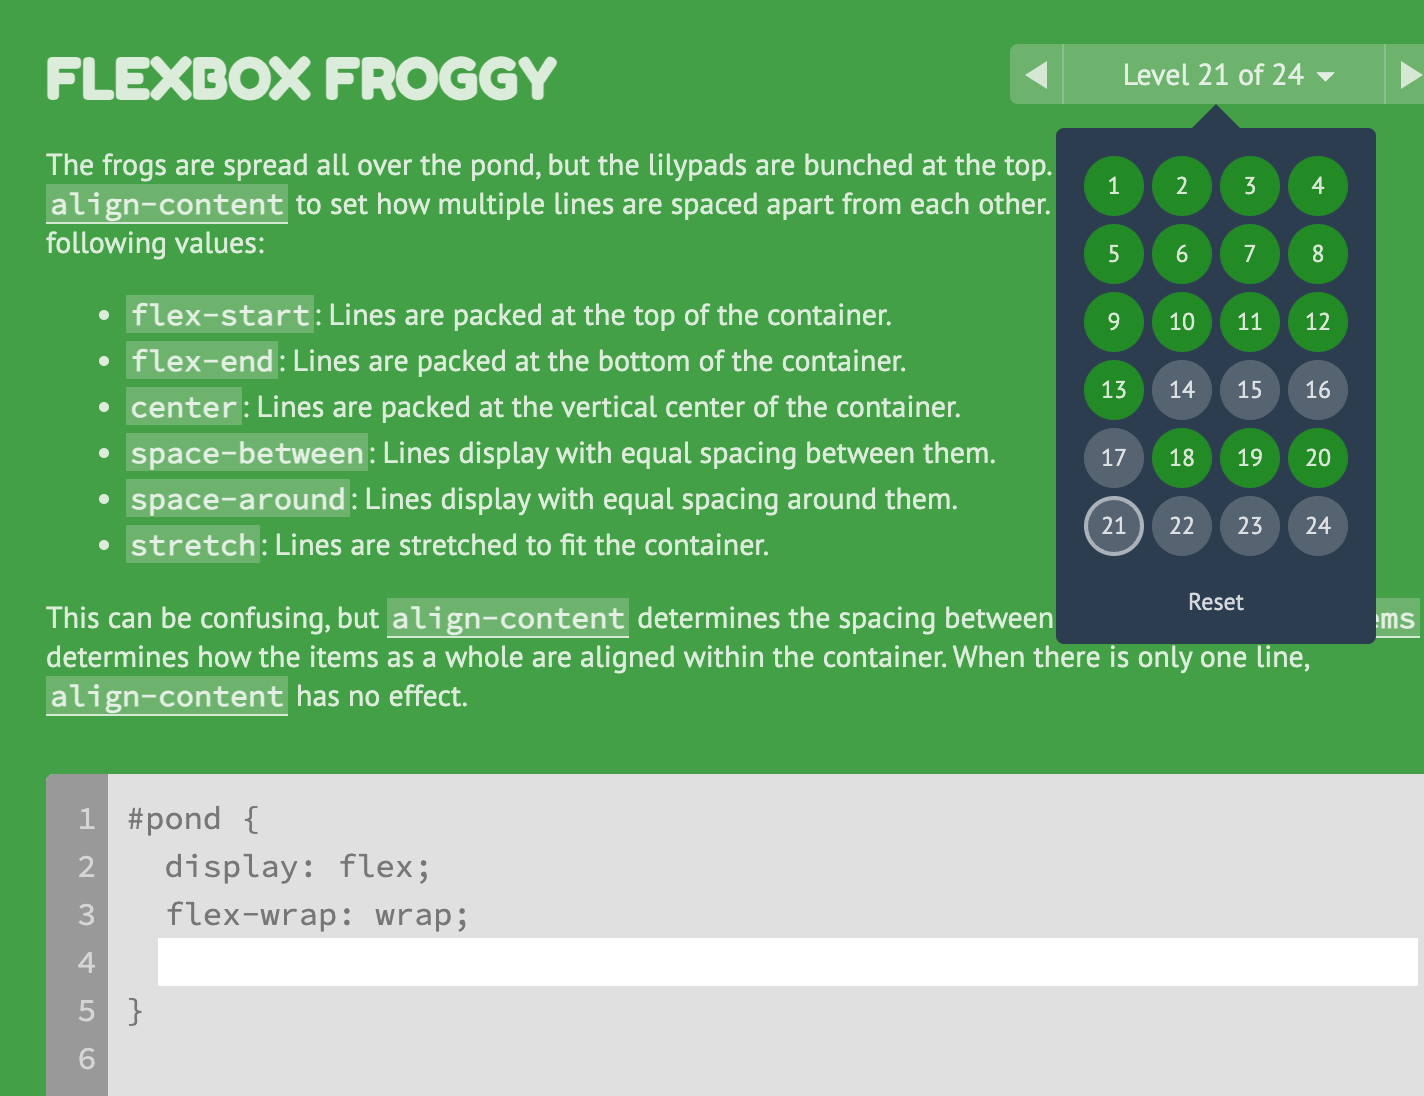 FLEXBOX FROGGY
Level 21 of 24
The frogs are spread all over the pond, but the lilypads are bunched at the top.
align-content to set how multiple lines are spaced apart from each other.
following values:
flex-start: Lines are packed at the top of the container.
flex-end: Lines are packed at the bottom of the container.
center: Lines are packed at the vertical center of the container.
space-between: Lines display with equal spacing between them.
space-around: Lines display with equal spacing around them.
stretch: Lines are stretched to fit the container.
This can be confusing, but align-content determines the spacing between
determines how the items as a whole are aligned within the container. When there is only one line,
align-content has no effect.
1 2 3 4
5 6 7 8
9 10 11 12
13 14 15 16
17 18 19 20
21 22 23 24
Reset
1 #pond {
2 display: flex;
3 flex-wrap: wrap;
4
5 }
6